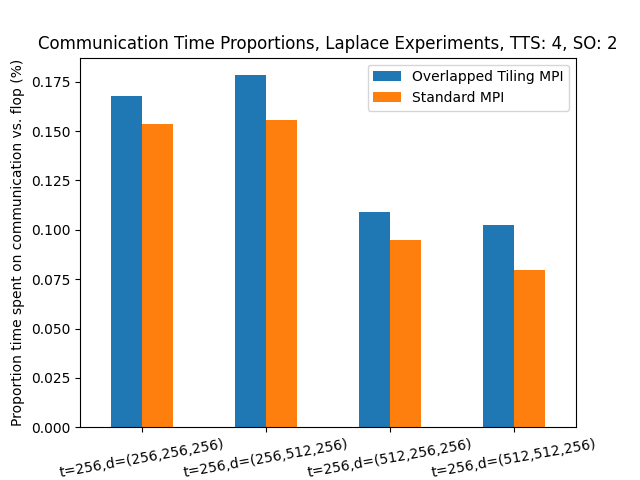 Communication Time Proportions, Laplace Experiments, TTS: 4, SO: 2
Proportion time spent on communication vs. flop (%)
0.175
0.150
0.125
0.100
0.075
0.050
0.025
0.000
Overlapped Tiling MPI
Standard MPI
t=256,d=(256,256,256)
t=256,d=(256,512,256)
t=256,d=(512,256,256)
t=256,d=(512,512,256)